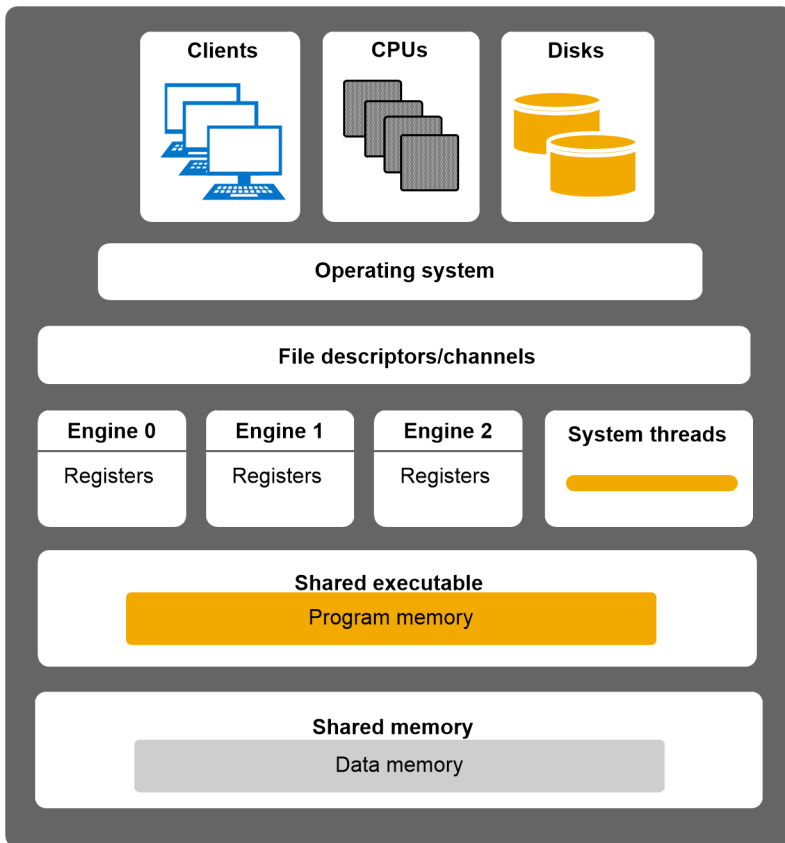 Clients
CPUs
Disks
Operating system
File descriptors/channels
Engine 0
Registers
Engine 1
Registers
Engine 2
Registers
System threads
Shared executable
Program memory
Shared memory
Data memory